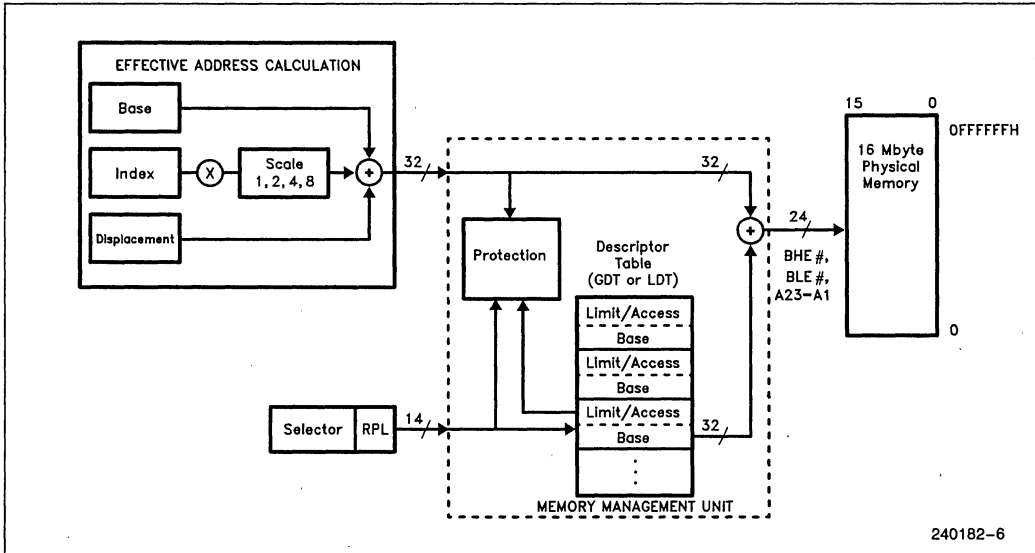 EFFECTIVE ADDRESS CALCULATION
Base
Index
X
Scale
1, 2, 4, 8
+
Displacement
32
32
Protection
Descriptor
Table
(GDT or LDT)
Limit/Access
Base
Limit/Access
Base
Limit/Access
Base
32
+
24
BHE #,
BLE #,
A23-A1
15 0
0FFFFFFH
16 Mbyte
Physical
Memory
0
Selector RPL
14
MEMORY MANAGEMENT UNIT
240182-6